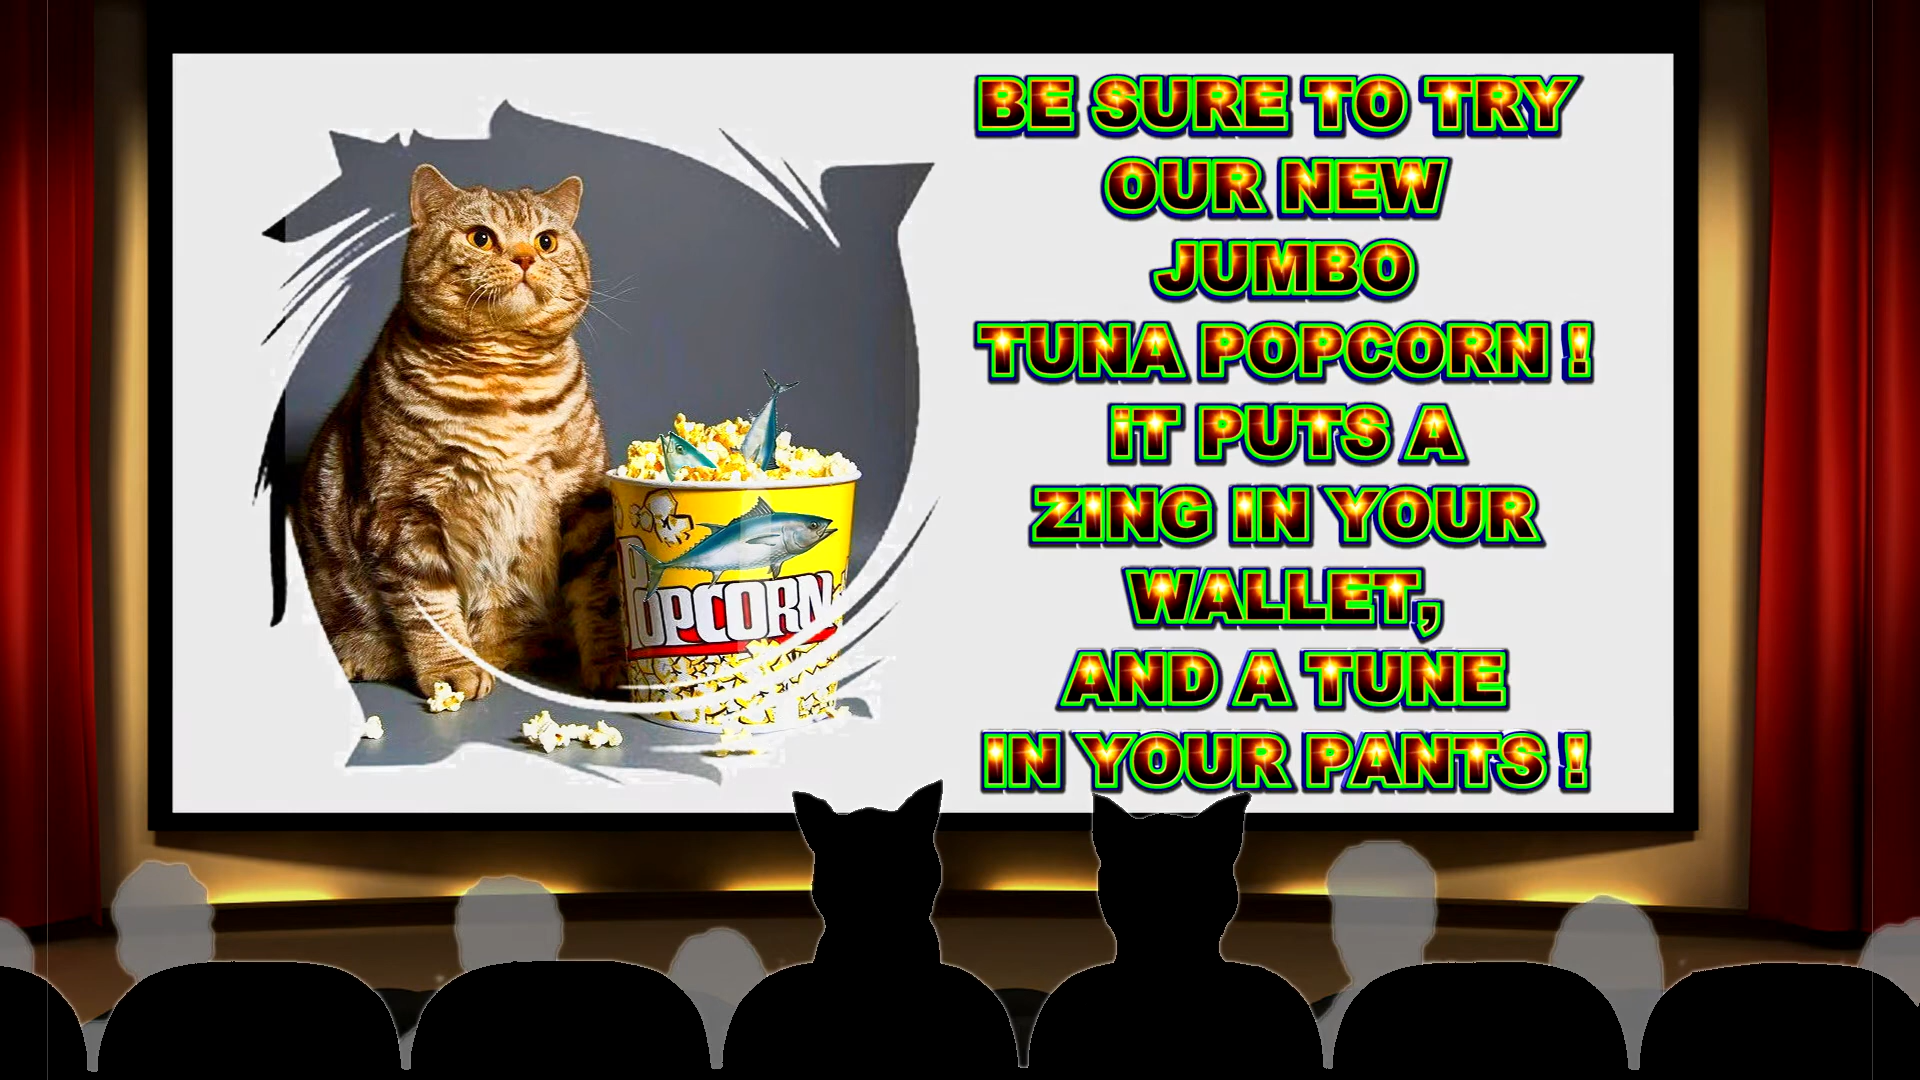 BE SURE TO TRY
OUR NEW
JUMBO
TUNA POPCORN !
iT PUTS A
ZING IN YOUR
WALLET,
AND A TUNE
IN YOUR PANTS !
POPCORN